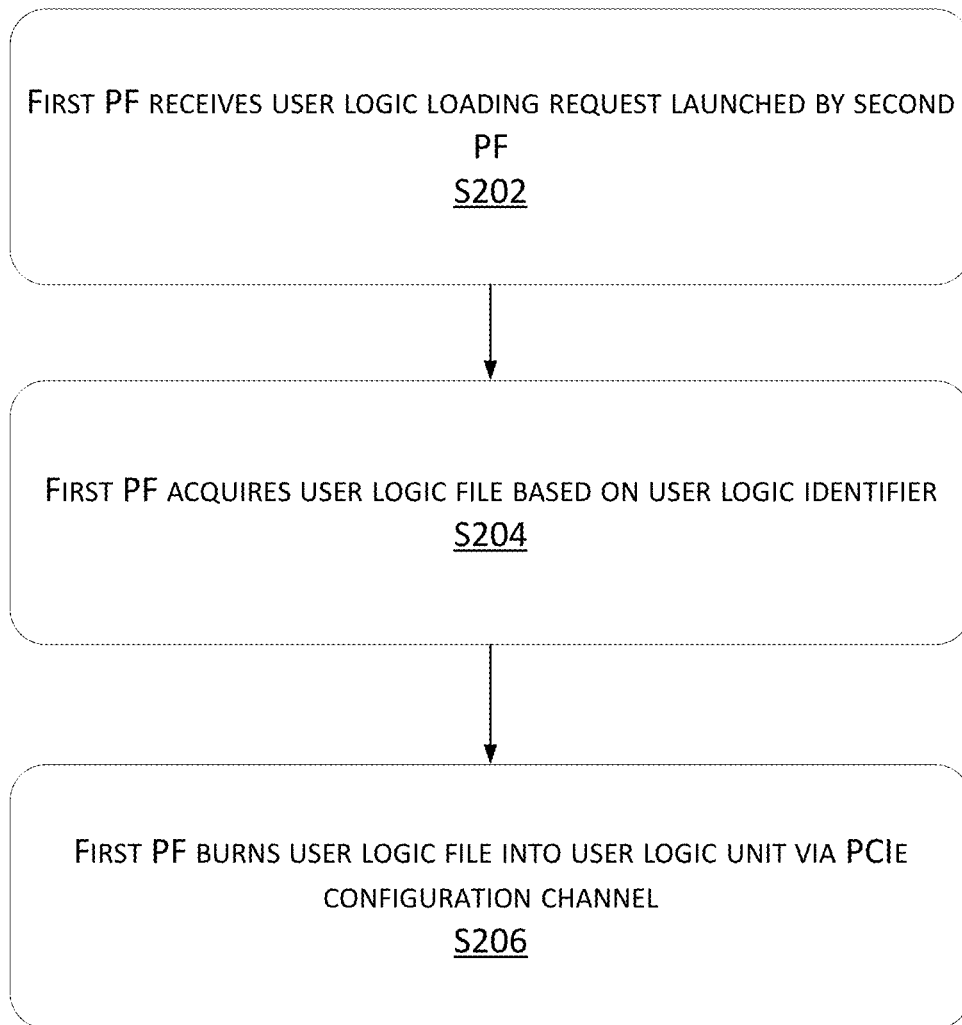 FIRST PF RECEIVES USER LOGIC LOADING REQUEST LAUNCHED BY SECOND
PF
S202
FIRST PF ACQUIRES USER LOGIC FILE BASED ON USER LOGIC IDENTIFIER
S204
FIRST PF BURNS USER LOGIC FILE INTO USER LOGIC UNIT VIA PCIE
CONFIGURATION CHANNEL
S206